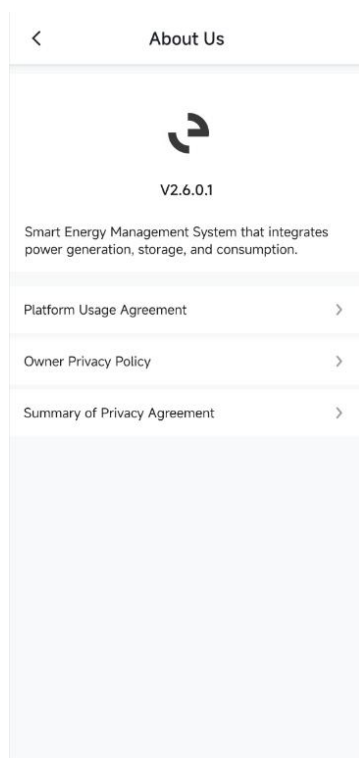 About Us
V2.6.0.1
Smart Energy Management System that integrates
power generation, storage, and consumption.
Platform Usage Agreement
Owner Privacy Policy
Summary of Privacy Agreement